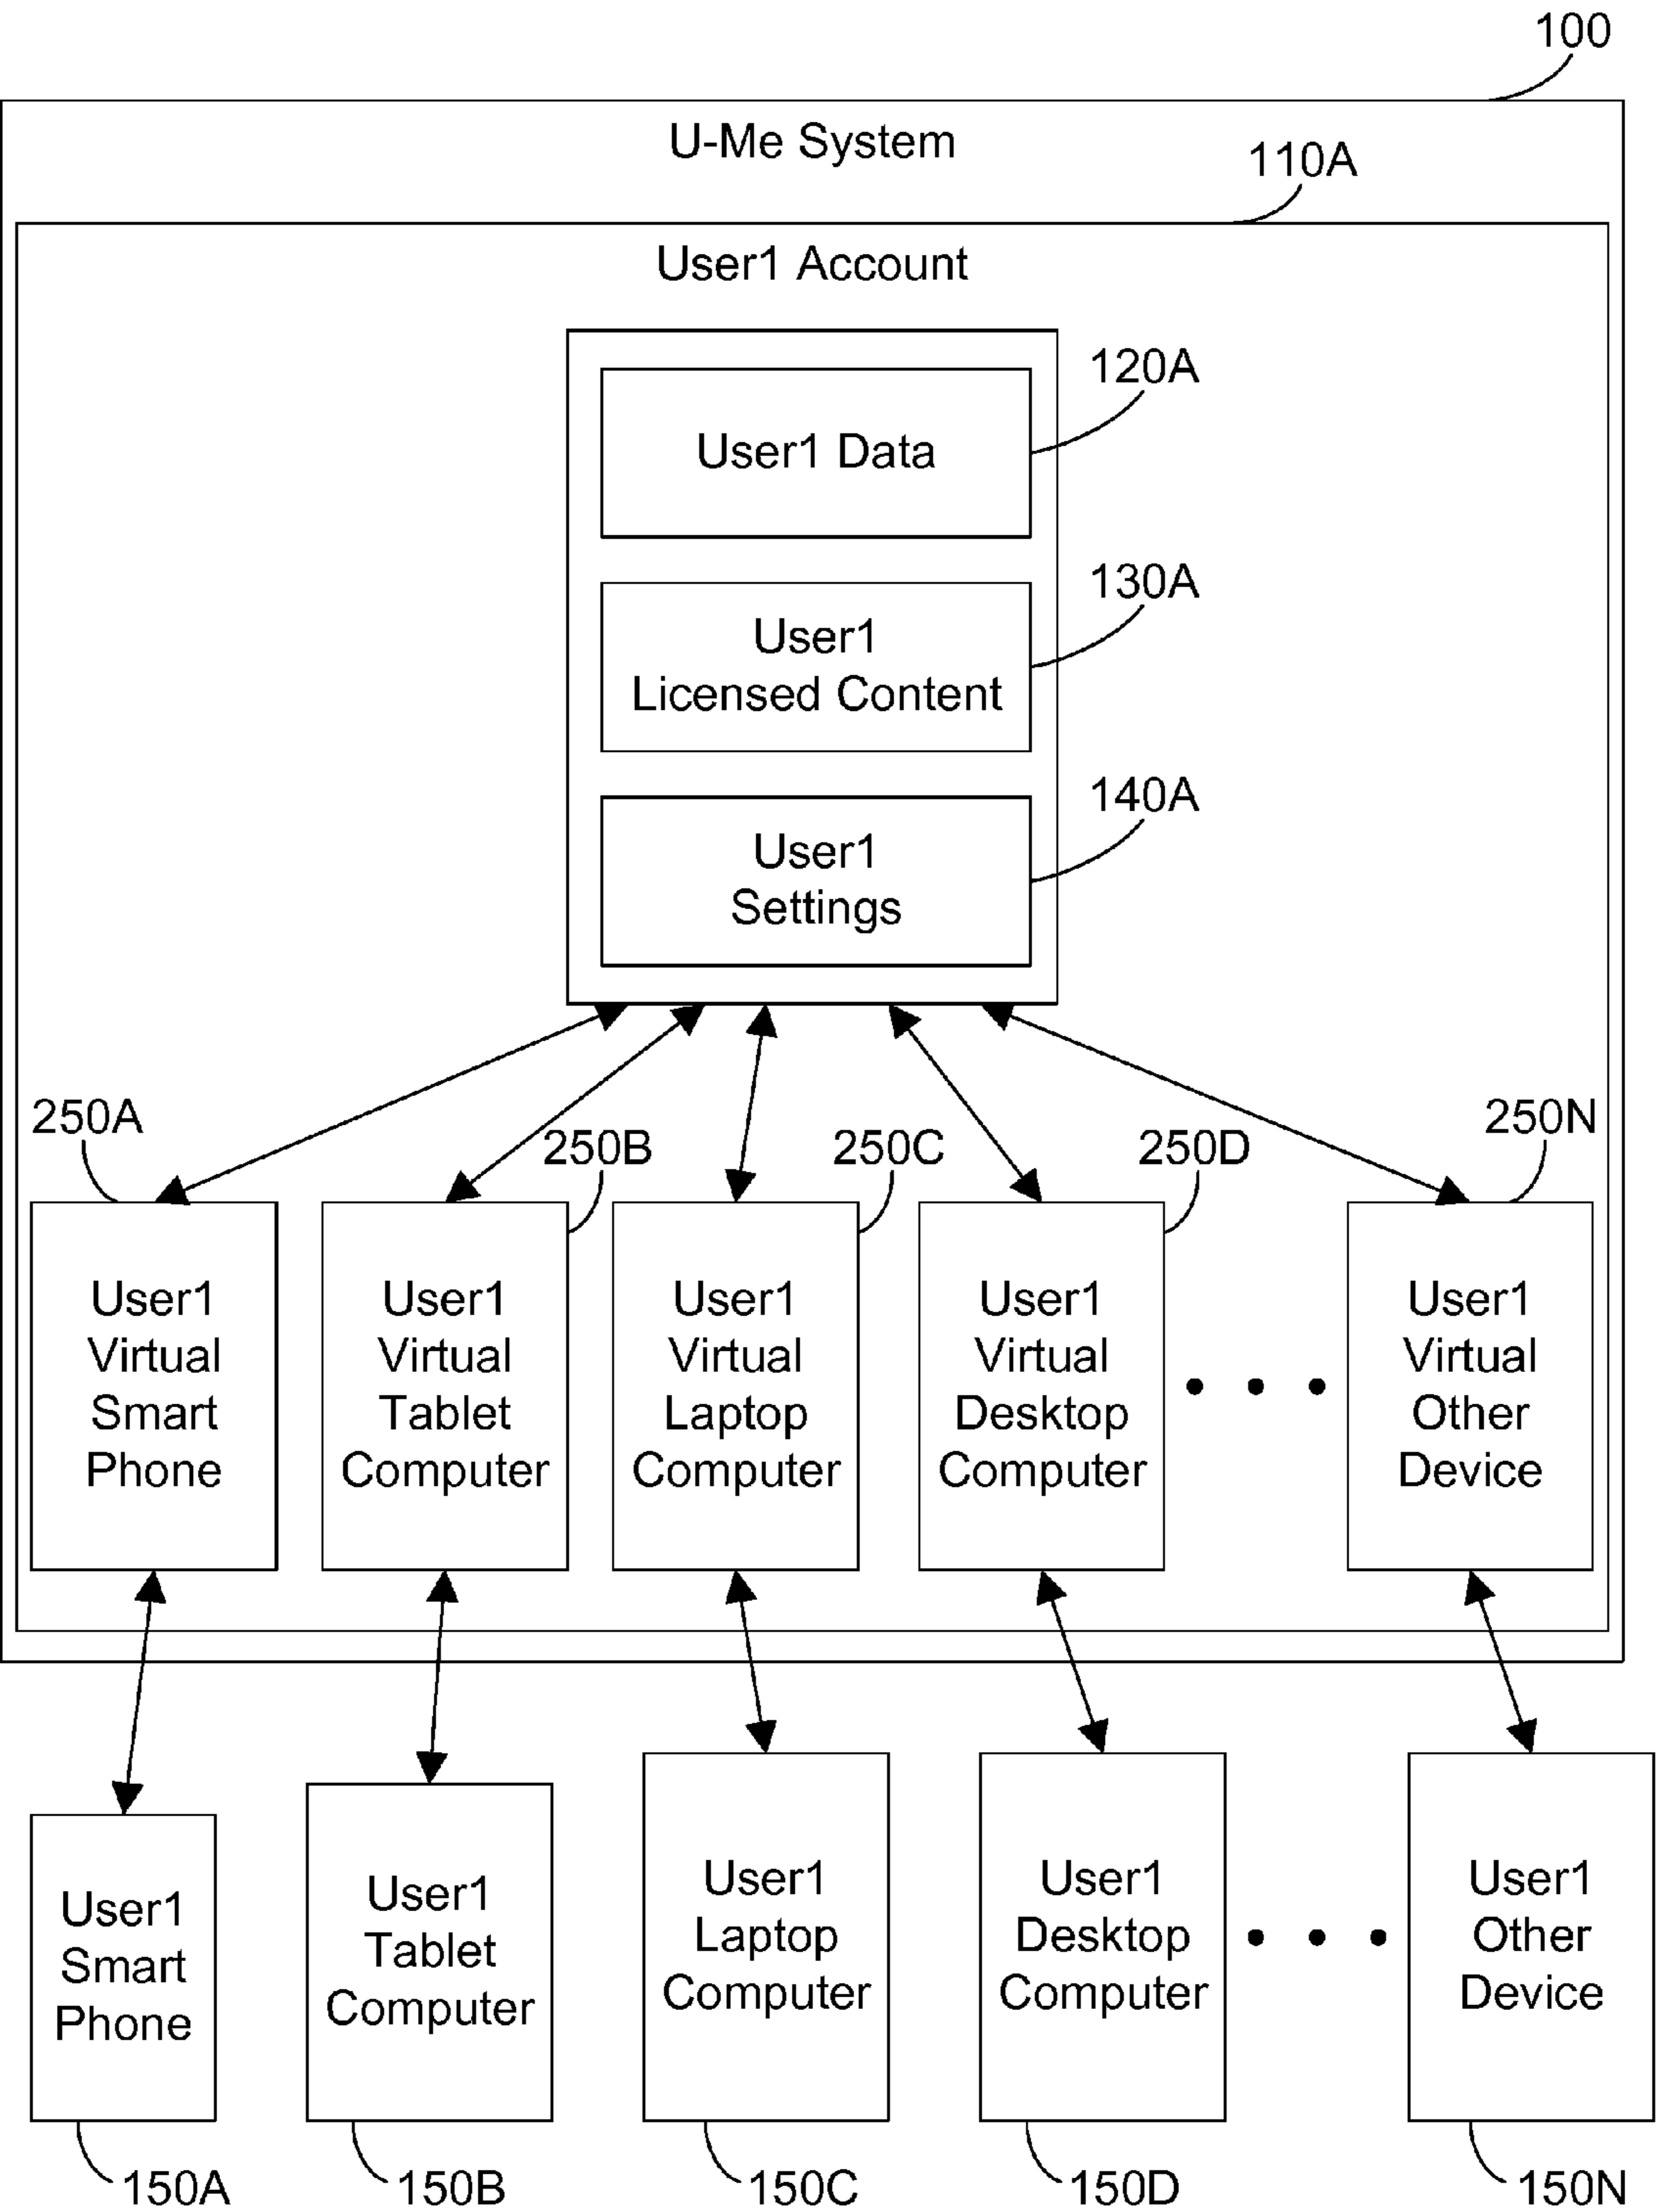 100
U-Me System
110A
User1 Account
120A
User1 Data
130A
User1
Licensed Content
140A
User1
Settings
250A
250B
250C
250D
250N
User1
Virtual
Smart
Phone
User1
Virtual
Tablet
Computer
User1
Virtual
Laptop
Computer
User1
Virtual
Desktop
Computer
User1
Virtual
Other
Device
User1
Smart
Phone
User1
Tablet
Computer
User1
Laptop
Computer
User1
Desktop
Computer
User1
Other
Device
150A
150B
150C
150D
150N